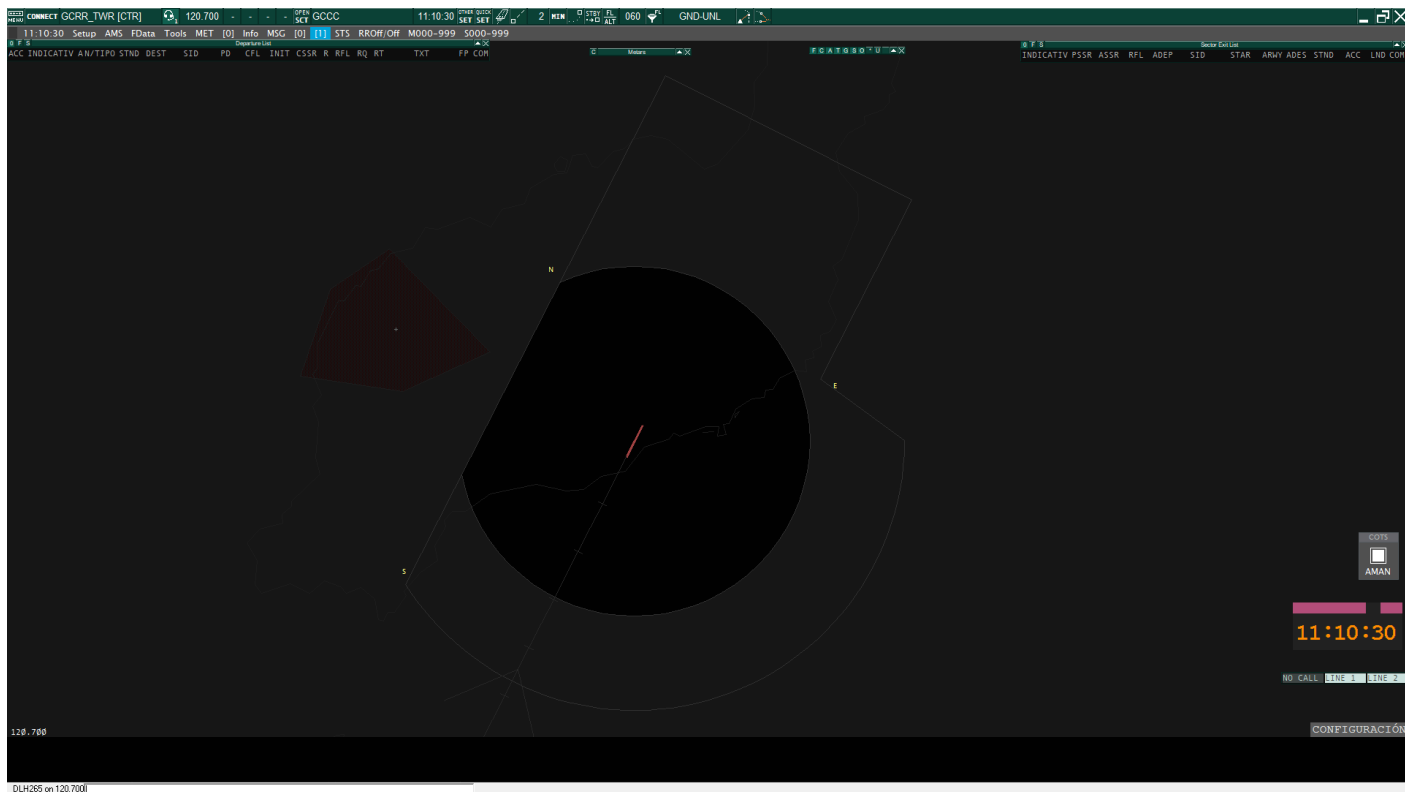 MENU CONNECT GCRR_TWR [CTR] 120.700 - - - - OPEN SCT GCCC 11:10:30 OTHER SET QUICK SET 2 MIN STBY FL ALT 060 FL GND-UNL
11:10:30 Setup AMS FData Tools MET [0] Info MSG [0] [1] STS RROff/Off M000-999 S000-999
0 F S Departure List
ACC INDICATIV AN/TIPO STND DEST SID PD CFL INIT CSSR R RFL RQ RT TXT FP COM
C Metars
F C A T G S O - U
0 F S Sector Exit List
INDICATIV PSSR ASSR RFL ADEP SID STAR ARWY ADES STND ACC LND COM
N
E
S
COTS
AMAN
11:10:30
NO CALL LINE 1 LINE 2
120.700
CONFIGURACIÓN
DLH265 on 120.700